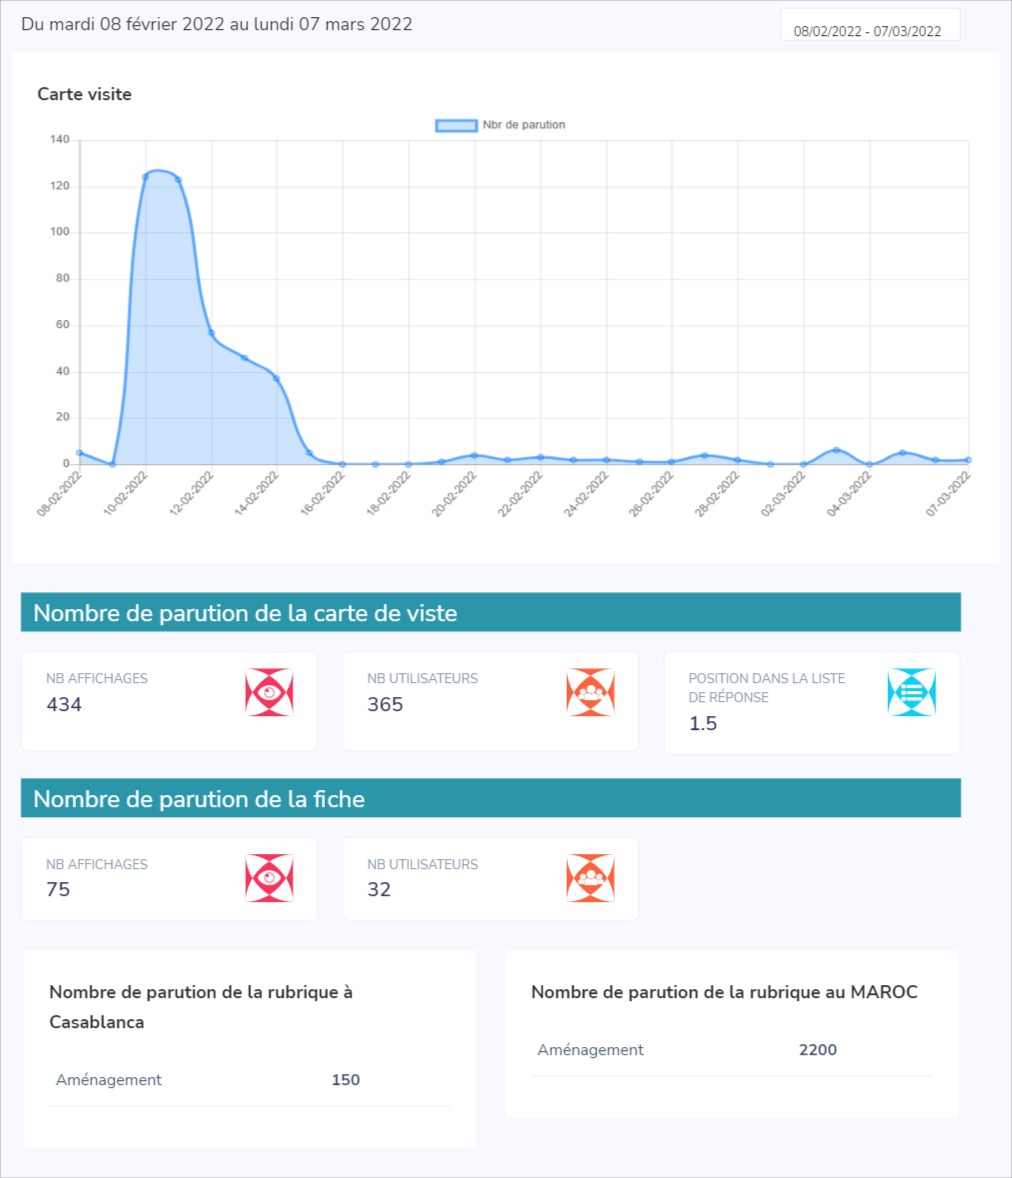 Du mardi 08 février 2022 au lundi 07 mars 2022
08/02/2022 - 07/03/2022
Carte visite
Nbr de parution
140
120
100
80
60
40
20
0
08-02-2022
10-02-2022
12-02-2022
14-02-2022
16-02-2022
18-02-2022
20-02-2022
22-02-2022
24-02-2022
26-02-2022
28-02-2022
02-03-2022
04-03-2022
07-03-2022
Nombre de parution de la carte de viste
NB AFFICHAGES
434
NB UTILISATEURS
365
POSITION DANS LA LISTE
DE RÉPONSE
1.5
Nombre de parution de la fiche
NB AFFICHAGES
75
NB UTILISATEURS
32
Nombre de parution de la rubrique à
Casablanca
Aménagement 150
Nombre de parution de la rubrique au MAROC
Aménagement 2200